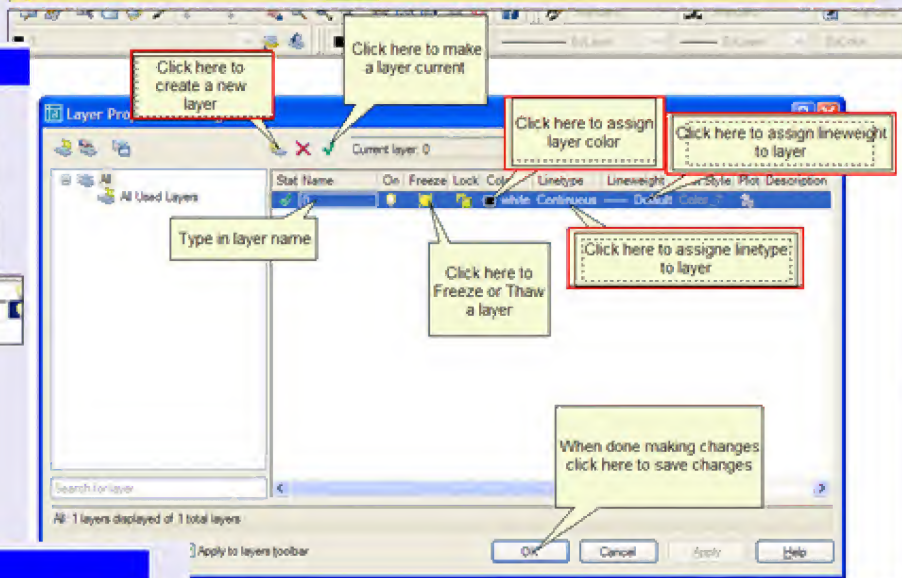 Click here to make
a layer current
Click here to
create a new
layer
Layer Pro
Click here to assign
layer color
Click here to assign lineweight
to layer
Current layer: 0
All
All Used Layers
Stat Name On Freeze Lock Linetype Lineweight Style Plot Description
0 white Continuous Default Color_7
Type in layer name
Click here to assigne linetype
to layer
Click here to
Freeze or Thaw
a layer
When done making changes
click here to save changes
Search for layer
All: 1 layers displayed of 1 total layers
Apply to layers toolbar
OK Cancel Apply Help